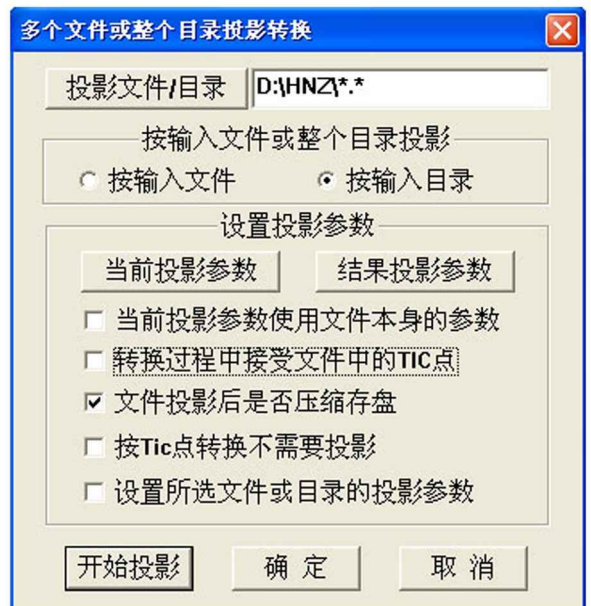 多个文件或整个目录投影转换
投影文件/目录 D:\HNZ\*.*
按输入文件或整个目录投影
按输入文件 按输入目录
设置投影参数
当前投影参数 结果投影参数
当前投影参数使用文件本身的参数
转换过程中接受文件中的TIC点
文件投影后是否压缩存盘
按Tic点转换不需要投影
设置所选文件或目录的投影参数
开始投影 确 定 取 消